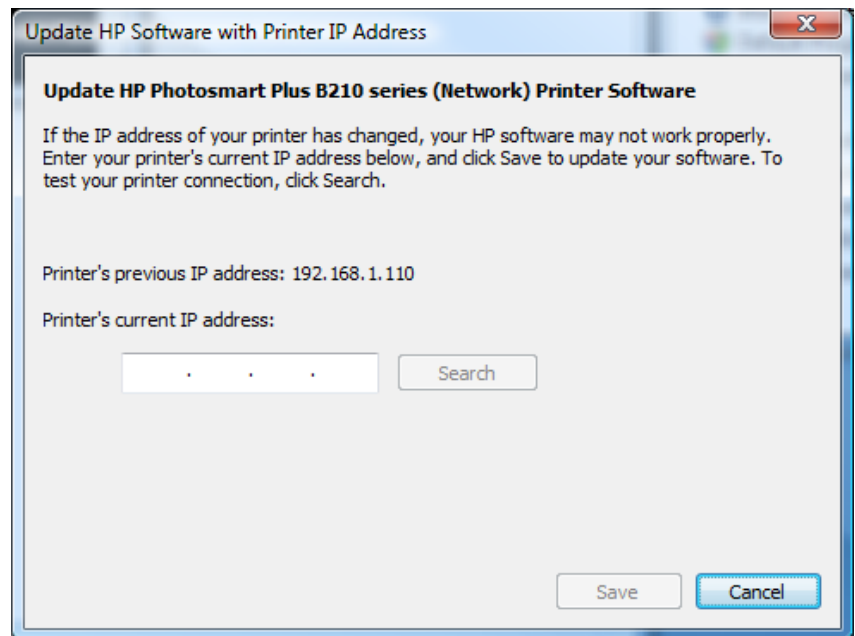 Update HP Software with Printer IP Address
Update HP Photosmart Plus B210 series (Network) Printer Software
If the IP address of your printer has changed, your HP software may not work properly.
Enter your printer's current IP address below, and click Save to update your software. To
test your printer connection, click Search.
Printer's previous IP address: 192.168.1.110
Printer's current IP address:
. . .
Search
Save Cancel